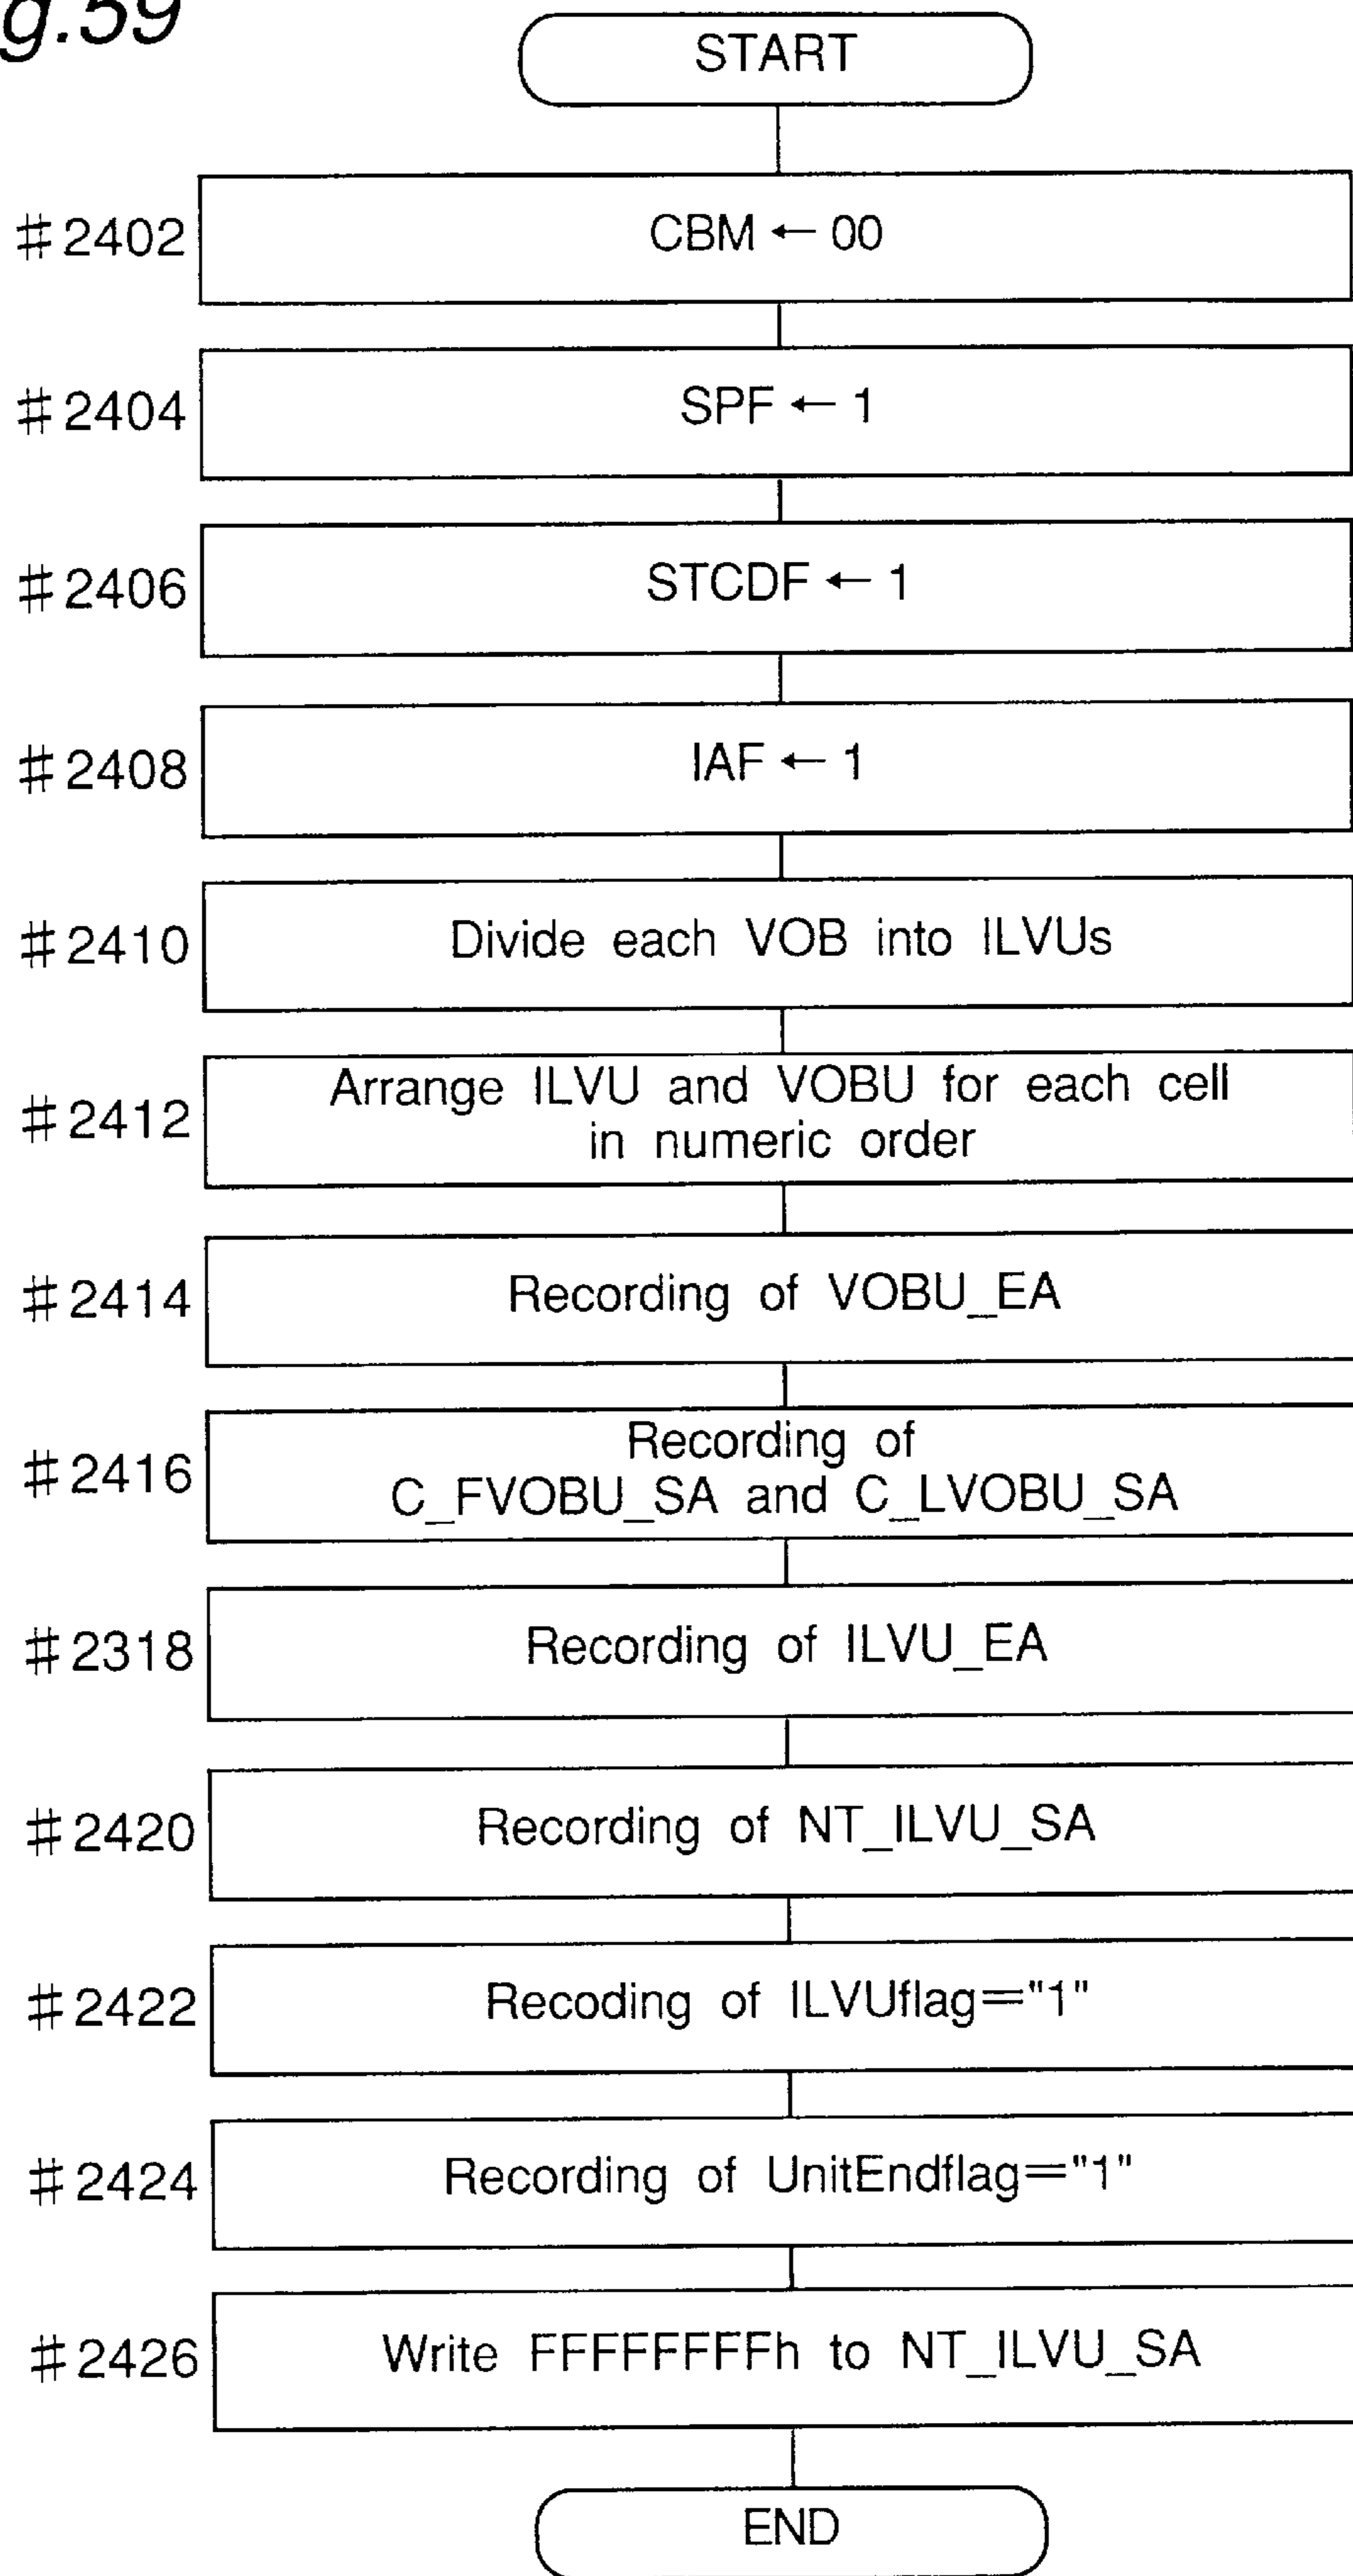 g.59
START
#2402
CBM ← 00
#2404
SPF ← 1
#2406
STCDF ← 1
#2408
IAF ← 1
#2410
Divide each VOB into ILVUs
#2412
Arrange ILVU and VOBU for each cell
in numeric order
#2414
Recording of VOBU_EA
#2416
Recording of
C_FVOBU_SA and C_LVOBU_SA
#2318
Recording of ILVU_EA
#2420
Recording of NT_ILVU_SA
#2422
Recoding of ILVUflag="1"
#2424
Recording of UnitEndflag="1"
#2426
Write FFFFFFFFh to NT_ILVU_SA
END